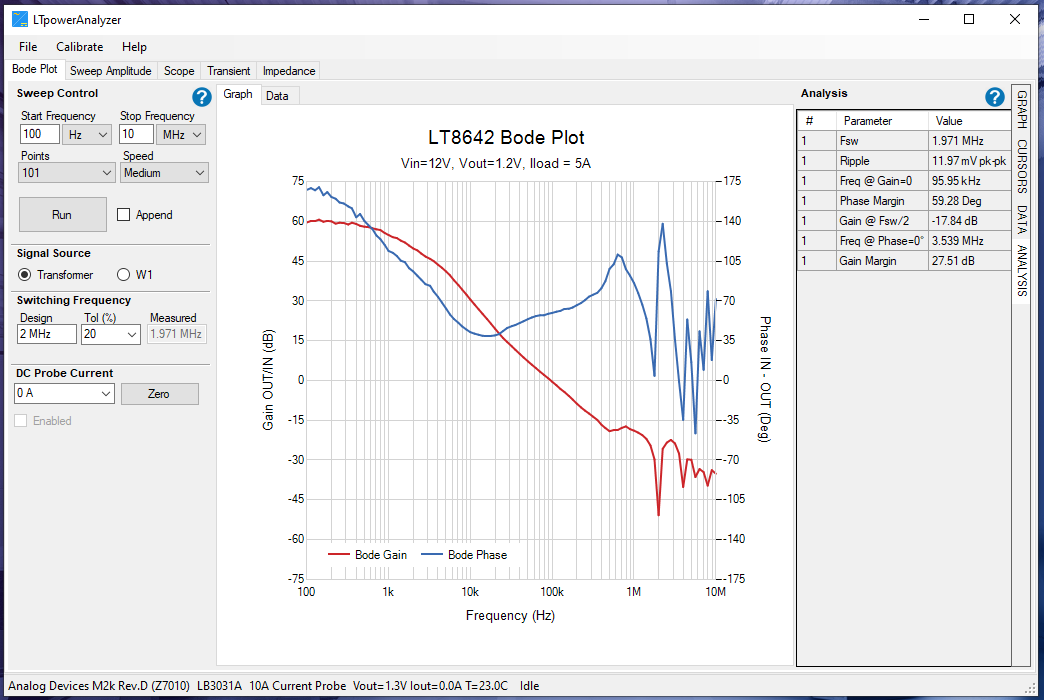 LTpowerAnalyzer
File Calibrate Help
Bode Plot Sweep Amplitude Scope Transient Impedance
Sweep Control
?
Start Frequency Stop Frequency
100 Hz 10 MHz
Points Speed
101 Medium
Run Append
Signal Source
Transfomer W1
Switching Frequency
Design Tol (%) Measured
2 MHz 20 1.971 MHz
DC Probe Current
0 A Zero
Enabled
Graph Data
LT8642 Bode Plot
Vin=12V, Vout=1.2V, Iload = 5A
Gain OUT/IN (dB)
75
60
45
30
15
0
-15
-30
-45
-60
-75
175
140
105
70
35
0
-35
-70
-105
-140
-175
Phase IN - OUT (Deg)
Bode Gain Bode Phase
100 1k 10k 100k 1M 10M
Frequency (Hz)
Analysis
?
# Parameter Value
1 Fsw 1.971 MHz
1 Ripple 11.97 mV pk-pk
1 Freq @ Gain=0 95.95 kHz
1 Phase Margin 59.28 Deg
1 Gain @ Fsw/2 -17.84 dB
1 Freq @ Phase=0° 3.539 MHz
1 Gain Margin 27.51 dB
GRAPH CURSORS DATA ANALYSIS
Analog Devices M2k Rev.D (Z7010) LB3031A 10A Current Probe Vout=1.3V Iout=0.0A T=23.0C Idle